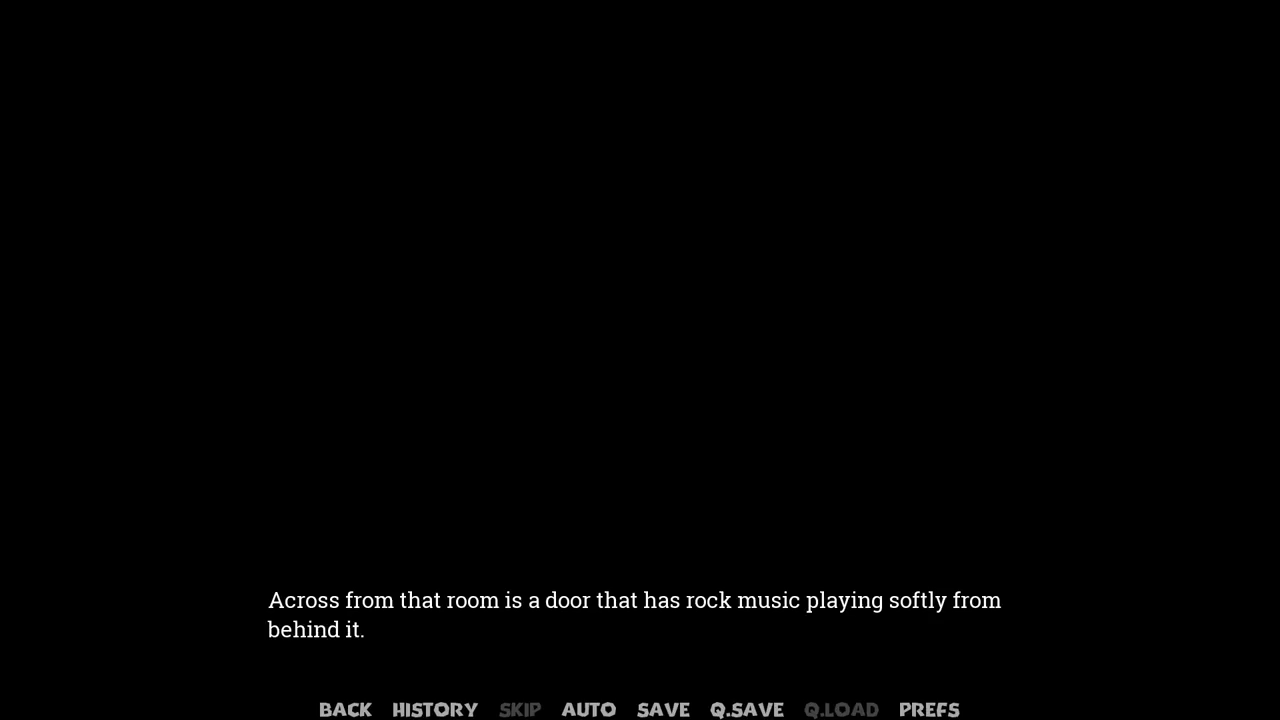 Across from that room is a door that has rock music playing softly from
behind it.
BACK HISTORY SKIP AUTO SAVE Q.SAVE Q.LOAD PREFS